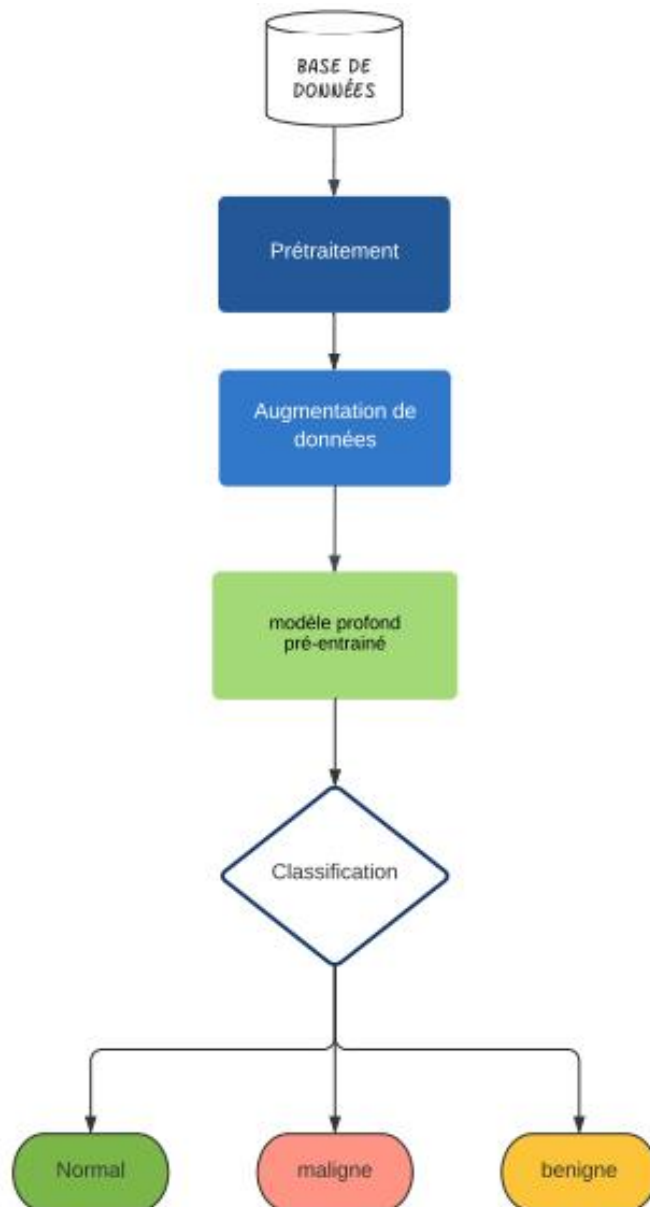 BASE DE
DONNÉES
Prétraitement
Augmentation de
données
modèle profond
pré-entrainé
Classification
Normal
maligne
benigne